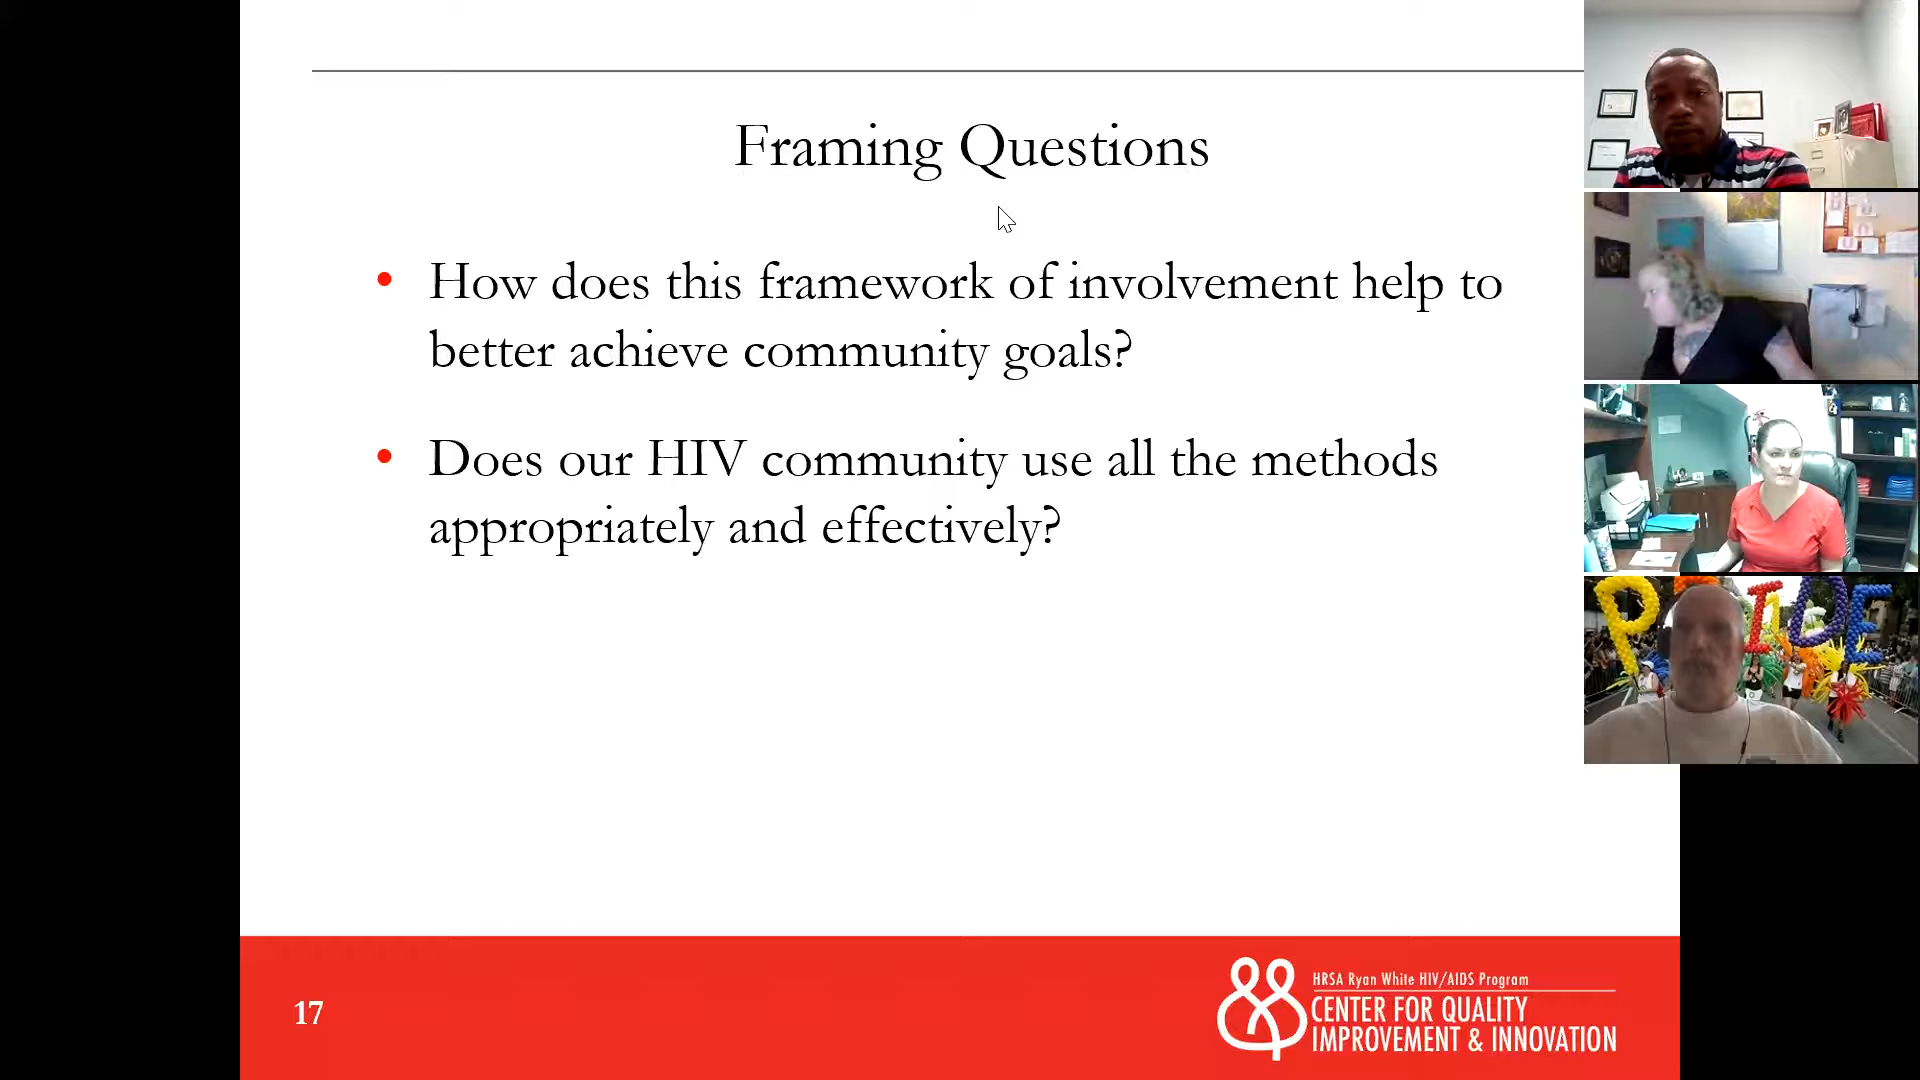 Framing Questions
• How does this framework of involvement help to
better achieve community goals?
• Does our HIV community use all the methods
appropriately and effectively?
PRIDE
17
HRSA Ryan White HIV/AIDS Program
CENTER FOR QUALITY
IMPROVEMENT & INNOVATION